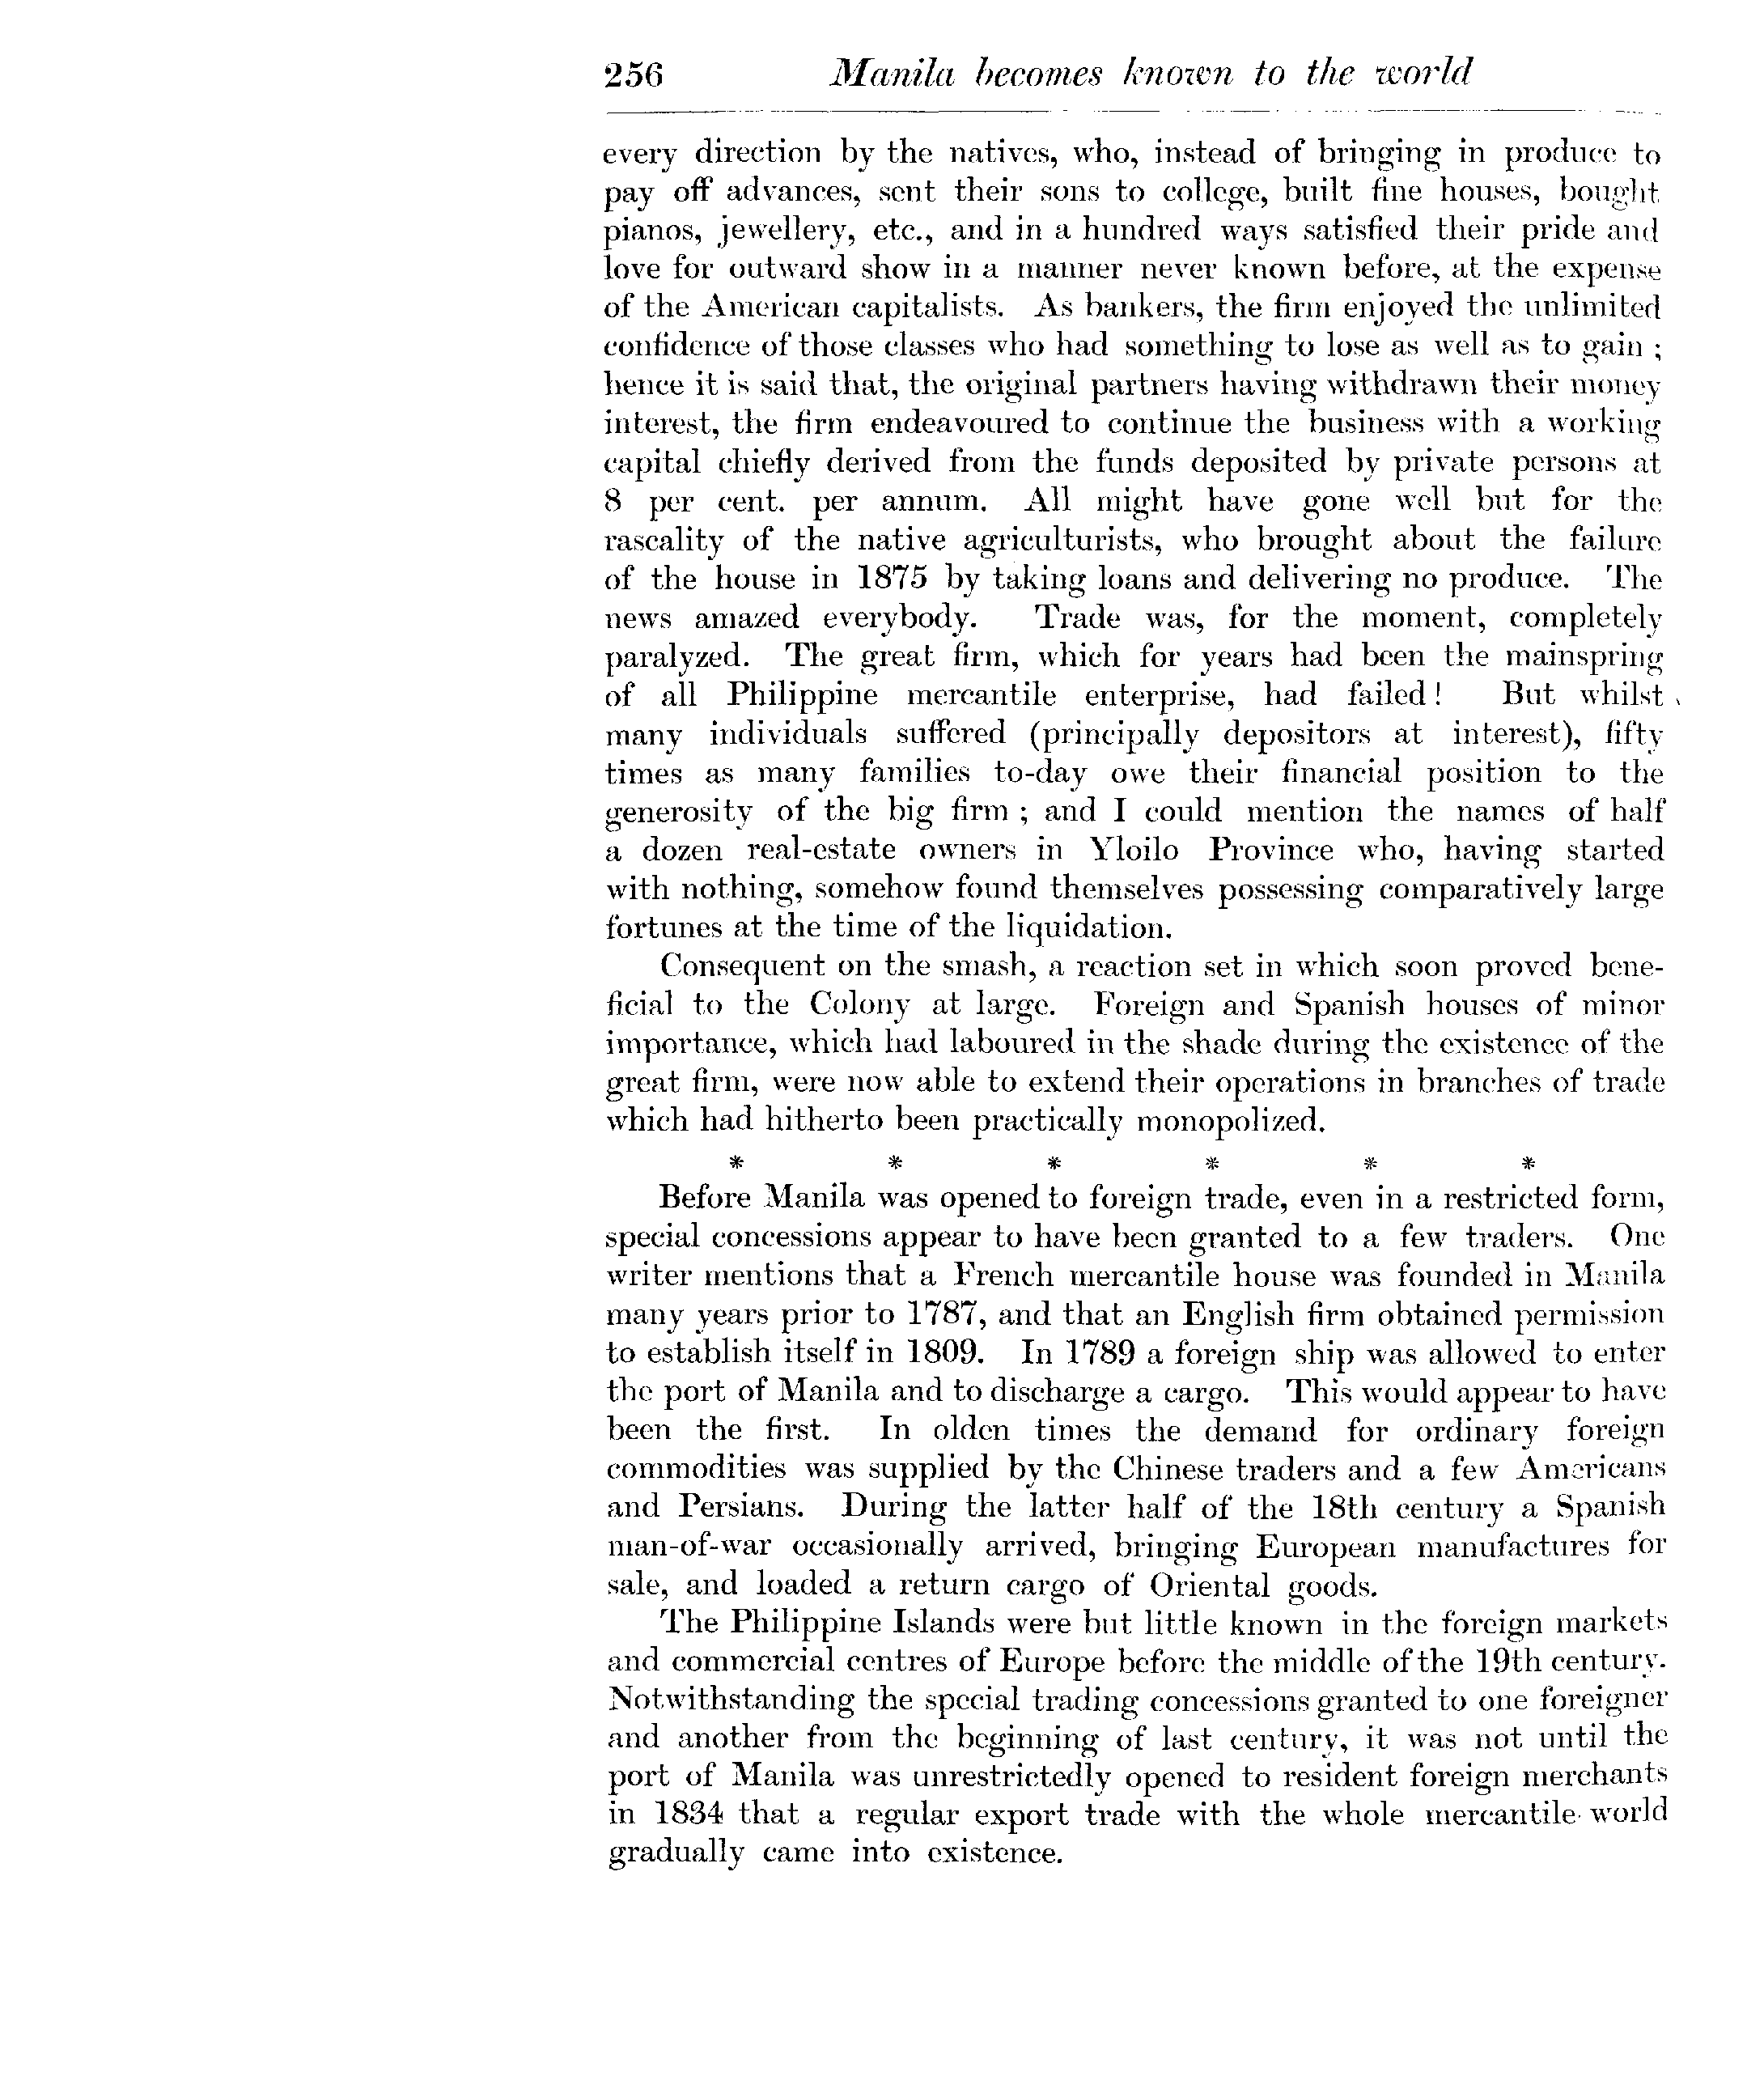 256 Manila becomes known to the world
every direction by the natives, who, instead of bringing in produce to
pay off advances, sent their sons to college, built fine houses, bought
pianos, jewellery, etc., and in a hundred ways satisfied their pride and
love for outward show in a manner never known before, at the expense
of the American capitalists. As bankers, the firm enjoyed the unlimited
confidence of those classes who had something to lose as well as to gain ;
hence it is said that, the original partners having withdrawn their money
interest, the firm endeavoured to continue the business with a working
capital chiefly derived from the funds deposited by private persons at
8 per cent. per annum. All might have gone well but for the
rascality of the native agriculturists, who brought about the failure
of the house in 1875 by taking loans and delivering no produce. The
news amazed everybody. Trade was, for the moment, completely
paralyzed. The great firm, which for years had been the mainspring
of all Philippine mercantile enterprise, had failed! But whilst
many individuals suffered (principally depositors at interest), fifty
times as many families to-day owe their financial position to the
generosity of the big firm ; and I could mention the names of half
a dozen real-estate owners in Yloilo Province who, having started
with nothing, somehow found themselves possessing comparatively large
fortunes at the time of the liquidation.
Consequent on the smash, a reaction set in which soon proved bene-
ficial to the Colony at large. Foreign and Spanish houses of minor
importance, which had laboured in the shade during the existence of the
great firm, were now able to extend their operations in branches of trade
which had hitherto been practically monopolized.
* * * * * *
Before Manila was opened to foreign trade, even in a restricted form,
special concessions appear to have been granted to a few traders. One
writer mentions that a French mercantile house was founded in Manila
many years prior to 1787, and that an English firm obtained permission
to establish itself in 1809. In 1789 a foreign ship was allowed to enter
the port of Manila and to discharge a cargo. This would appear to have
been the first. In olden times the demand for ordinary foreign
commodities was supplied by the Chinese traders and a few Americans
and Persians. During the latter half of the 18th century a Spanish
man-of-war occasionally arrived, bringing European manufactures for
sale, and loaded a return cargo of Oriental goods.
The Philippine Islands were but little known in the foreign markets
and commercial centres of Europe before the middle of the 19th century.
Notwithstanding the special trading concessions granted to one foreigner
and another from the beginning of last century, it was not until the
port of Manila was unrestrictedly opened to resident foreign merchants
in 1834 that a regular export trade with the whole mercantile world
gradually came into existence.